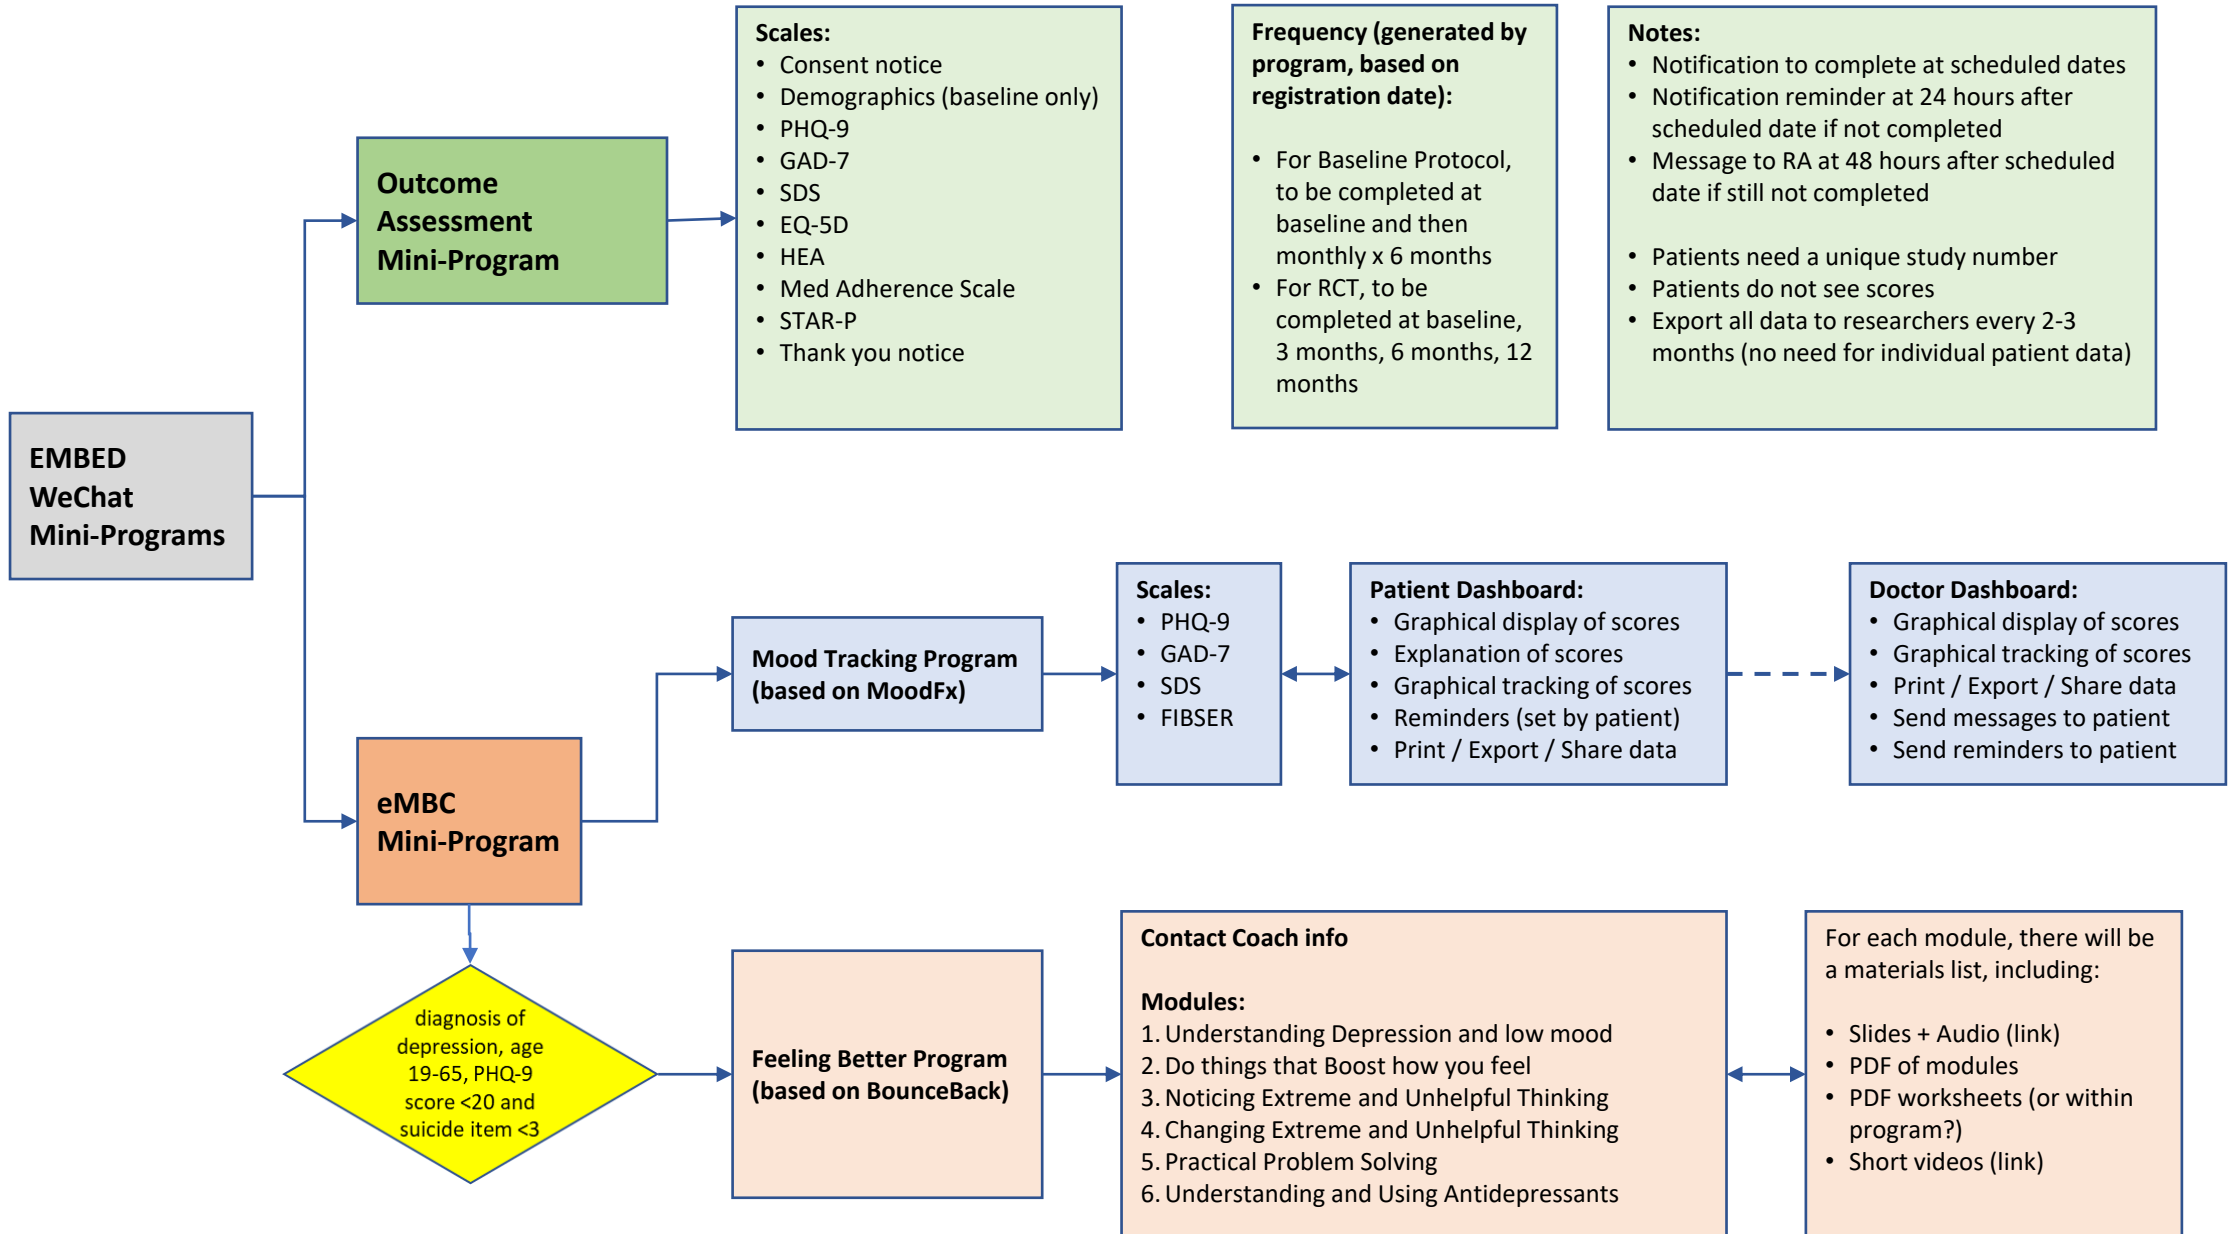 EMBED
WeChat
Mini-Programs
Outcome
Assessment
Mini-Program
Scales:
• Consent notice
• Demographics (baseline only)
• PHQ-9
• GAD-7
• SDS
• EQ-5D
• HEA
• Med Adherence Scale
• STAR-P
• Thank you notice
Frequency (generated by
program, based on
registration date):
• For Baseline Protocol,
to be completed at
baseline and then
monthly x 6 months
• For RCT, to be
completed at baseline,
3 months, 6 months, 12
months
Notes:
• Notification to complete at scheduled dates
• Notification reminder at 24 hours after
scheduled date if not completed
• Message to RA at 48 hours after scheduled
date if still not completed
• Patients need a unique study number
• Patients do not see scores
• Export all data to researchers every 2-3
months (no need for individual patient data)
eMBC
Mini-Program
Mood Tracking Program
(based on MoodFx)
Scales:
• PHQ-9
• GAD-7
• SDS
• FIBSER
Patient Dashboard:
• Graphical display of scores
• Explanation of scores
• Graphical tracking of scores
• Reminders (set by patient)
• Print / Export / Share data
Doctor Dashboard:
• Graphical display of scores
• Graphical tracking of scores
• Print / Export / Share data
• Send messages to patient
• Send reminders to patient
diagnosis of
depression, age
19-65, PHQ-9
score <20 and
suicide item <3
Feeling Better Program
(based on BounceBack)
Contact Coach info
Modules:
1. Understanding Depression and low mood
2. Do things that Boost how you feel
3. Noticing Extreme and Unhelpful Thinking
4. Changing Extreme and Unhelpful Thinking
5. Practical Problem Solving
6. Understanding and Using Antidepressants
For each module, there will be
a materials list, including:
• Slides + Audio (link)
• PDF of modules
• PDF worksheets (or within
program?)
• Short videos (link)